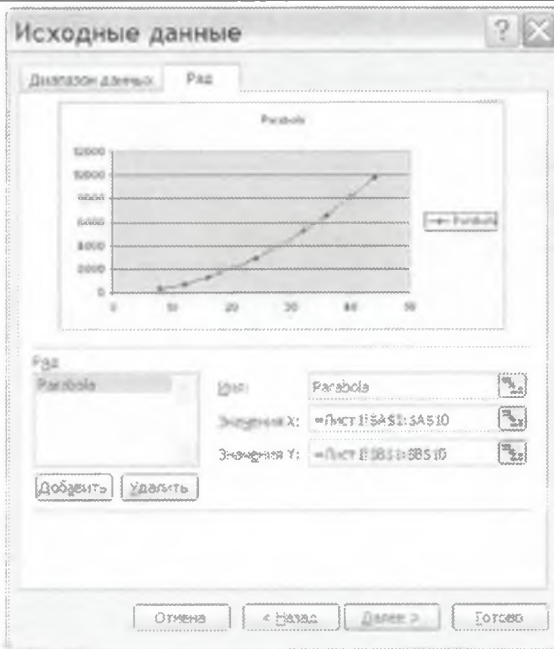 Исходные данные
Диапазон данных Ряд
Parabola
12000
10000
8000
6000
4000
2000
0
0 10 20 30 40 50
Parabola
Ряд
Parabola
Имя: Parabola
Значения X: =Лист1!$A$1:$A$10
Значения Y: =Лист1!$B$1:$B$10
Добавить Удалить
Отмена < Назад Далее > Готово